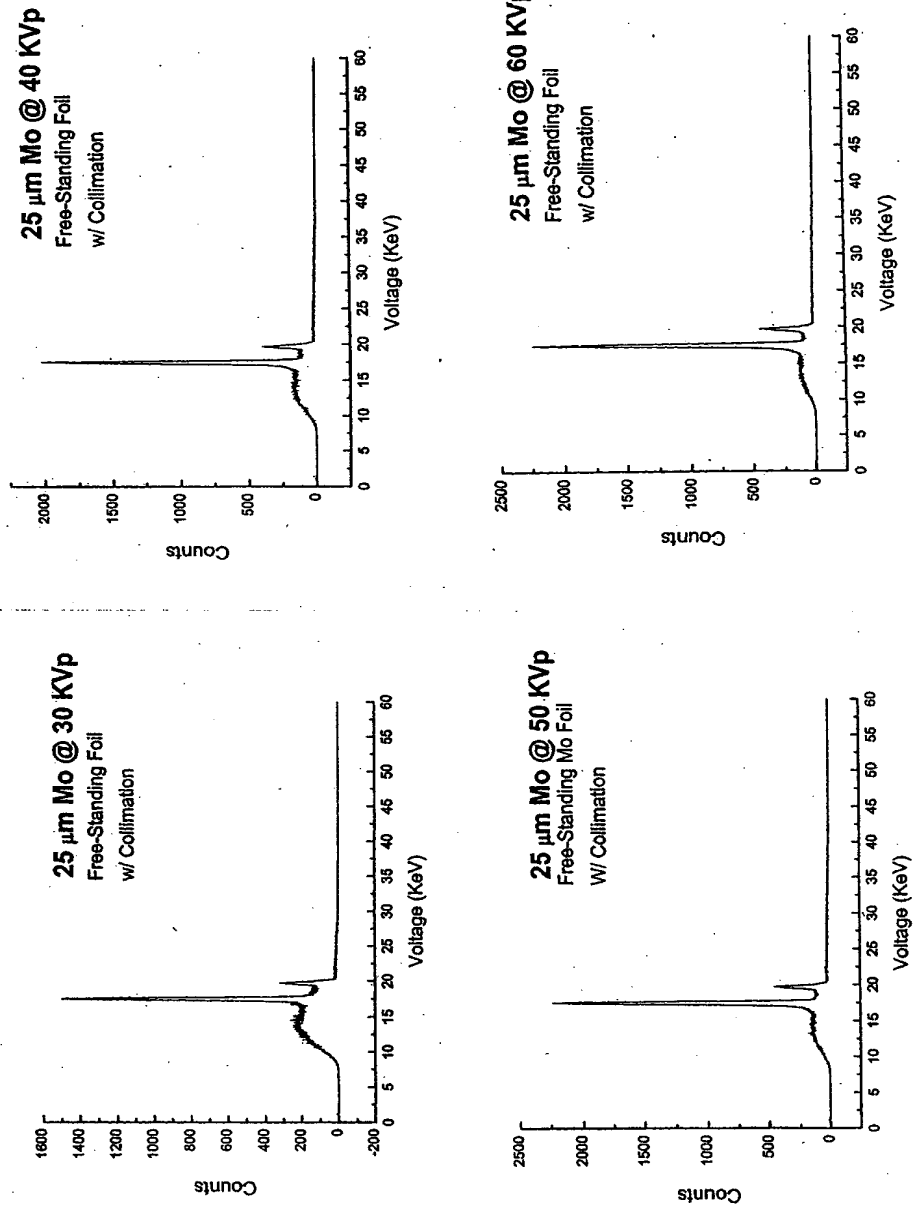 25 µm Mo @ 30 KVp
Free-Standing Foil
w/ Collimation
1600
1400
1200
1000
800
600
400
200
0
-200
Counts
0 5 10 15 20 25 30 35 40 45 50 55 60
Voltage (KeV)
25 µm Mo @ 40 KVp
Free-Standing Foil
w/ Collimation
2000
1500
1000
500
0
Counts
0 5 10 15 20 25 30 35 40 45 50 55 60
Voltage (KeV)
25 µm Mo @ 50 KVp
Free-Standing Mo Foil
W/ Collimation
2500
2000
1500
1000
500
0
Counts
0 5 10 15 20 25 30 35 40 45 50 55 60
Voltage (KeV)
25 µm Mo @ 60 KVp
Free-Standing Foil
w/ Collimation
2500
2000
1500
1000
500
0
Counts
0 5 10 15 20 25 30 35 40 45 50 55 60
Voltage (KeV)